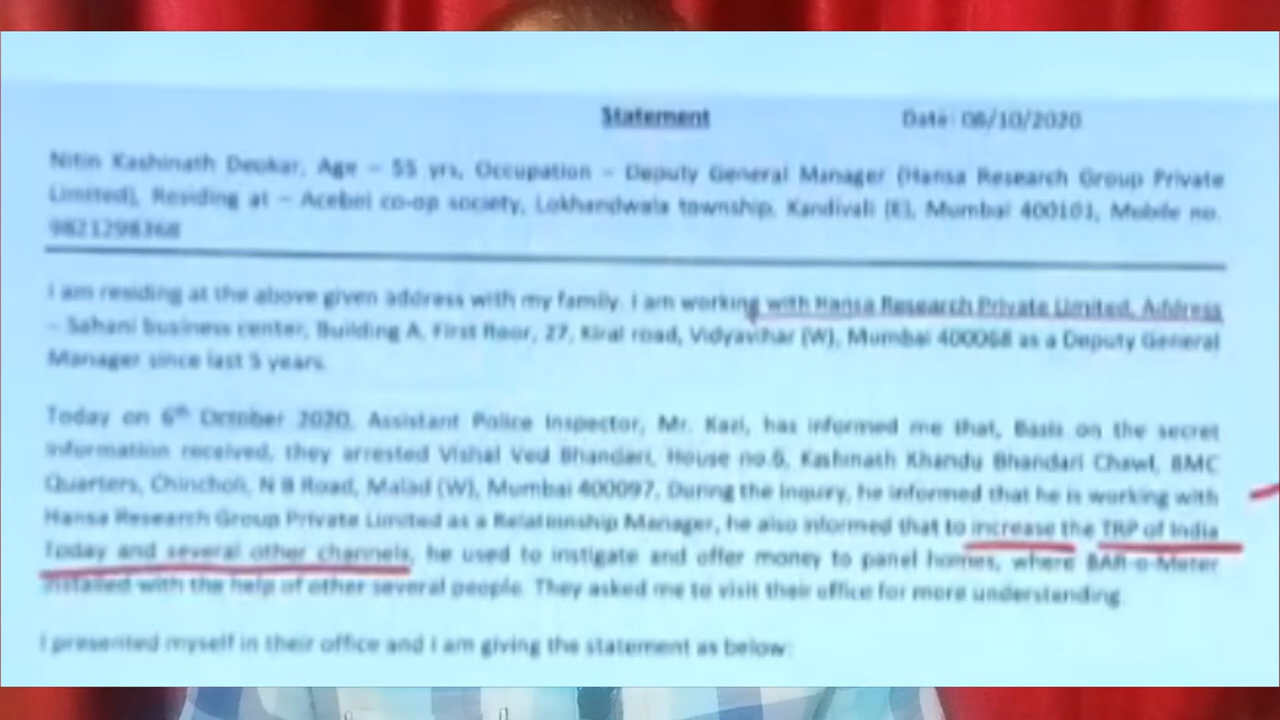 Statement Date: 06/10/2020
Nitin Kashinath Deokar, Age – 55 yrs, Occupation – Deputy General Manager (Hansa Research Group Private
Limited), Residing at – Acebel co-op society, Lokhandwala township, Kandivali (E), Mumbai 400101, Mobile no.
9821298368
I am residing at the above given address with my family. I am working with Hansa Research Private Limited, Address
– Sahani business center, Building A, First floor, 27, Kiral road, Vidyavihar (W), Mumbai 400068 as a Deputy General
Manager since last 5 years.
Today on 6th October 2020, Assistant Police Inspector, Mr. Kazi, has informed me that, Basis on the secret
information received, they arrested Vishal Ved Bhandari, House no.6, Kashinath Khandu Bhandari Chawl, BMC
Quarters, Chincholi, N B Road, Malad (W), Mumbai 400097. During the Inquiry, he informed that he is working with
Hansa Research Group Private Limited as a Relationship Manager, he also informed that to increase the TRP of India
Today and several other channels, he used to instigate and offer money to panel homes, where BAR-o-Meter
installed with the help of other several people. They asked me to visit their office for more understanding.
I presented myself in their office and I am giving the statement as below: